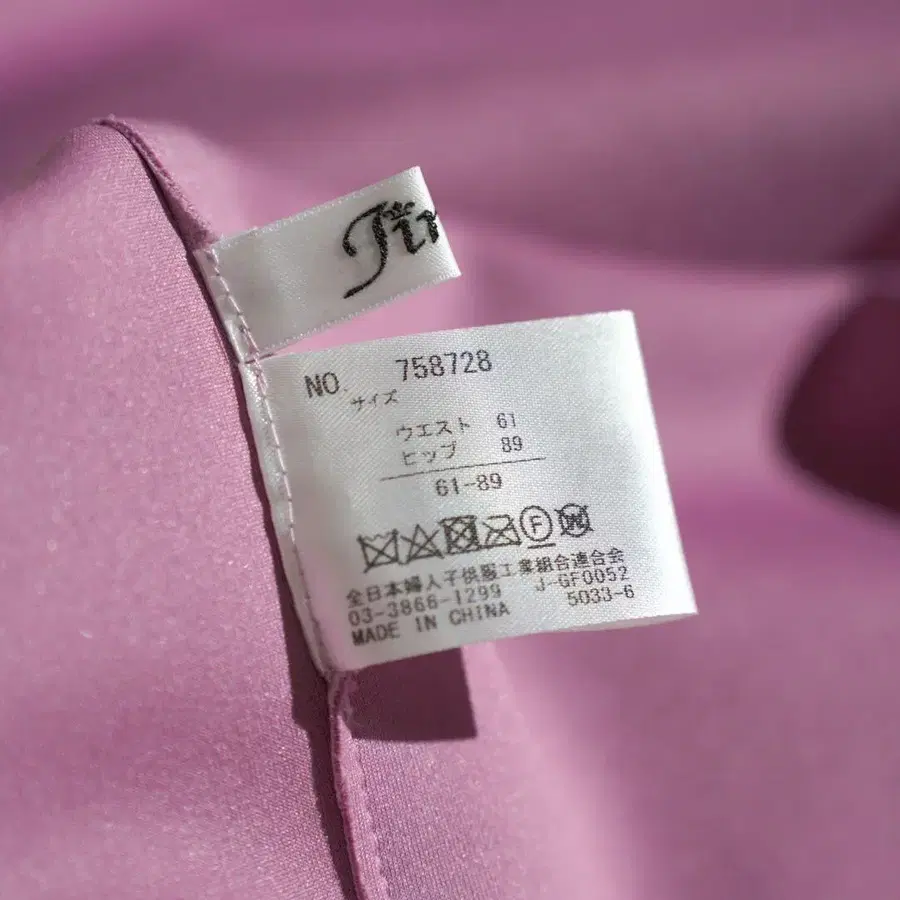 NO. 758728
サイズ
ウエスト 61
ヒップ 89
61-89
F W
全日本婦人子供服工業組合連合会
03-3866-1299 J-GF0052
MADE IN CHINA 5033-6